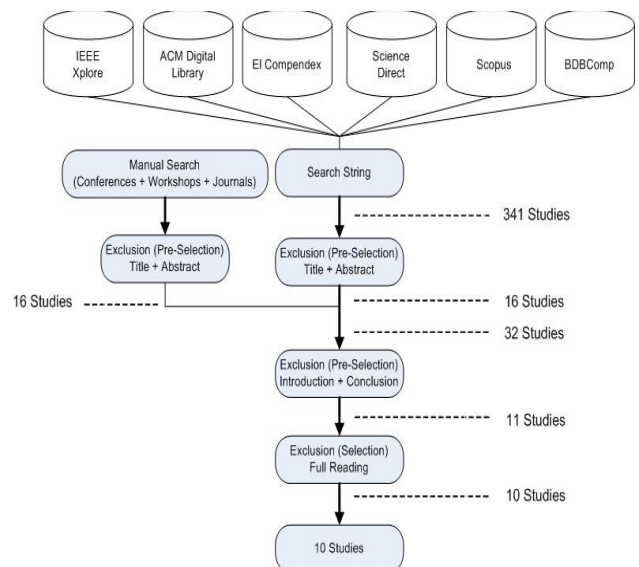 IEEE
Xplore
ACM Digital
Library
EI Compendex
Science
Direct
Scopus
BDBComp
Manual Search
(Conferences + Workshops + Journals)
Search String
341 Studies
Exclusion (Pre-Selection)
Title + Abstract
Exclusion (Pre-Selection)
Title + Abstract
16 Studies
16 Studies
32 Studies
Exclusion (Pre-Selection)
Introduction + Conclusion
11 Studies
Exclusion (Selection)
Full Reading
10 Studies
10 Studies